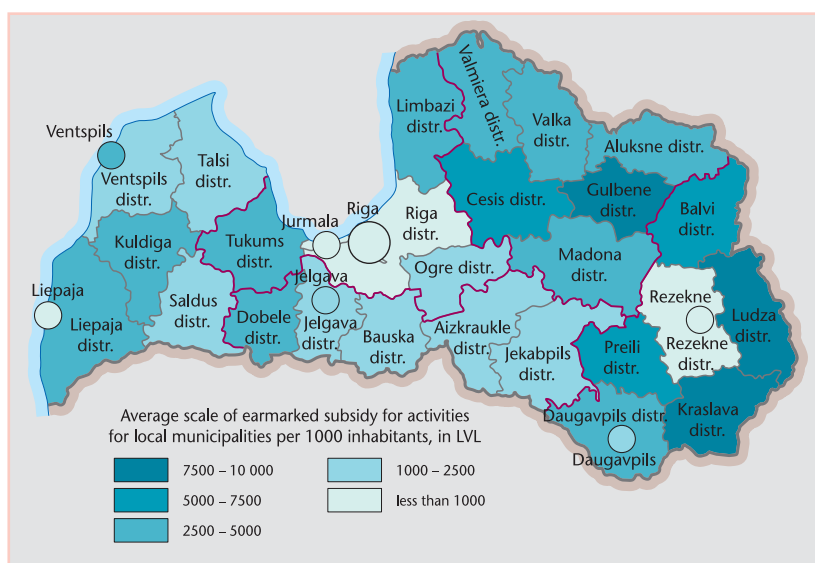 Ventspils
Ventspils
distr.
Talsi
distr.
Kuldiga
distr.
Tukums
distr.
Liepaja
Liepaja
distr.
Saldus
distr.
Dobele
distr.
Jurmala
Riga
Riga
distr.
Jelgava
Jelgava
distr.
Bauska
distr.
Ogre distr.
Aizkraukle
distr.
Jekabpils
distr.
Limbazi
distr.
Valmiera distr.
Valka
distr.
Aluksne distr.
Cesis distr.
Gulbene
distr.
Balvi
distr.
Madona
distr.
Rezekne
Rezekne
distr.
Ludza
distr.
Preili
distr.
Kraslava
distr.
Daugavpils distr.
Daugavpils
Average scale of earmarked subsidy for activities
for local municipalities per 1000 inhabitants, in LVL
7500 – 10 000
5000 – 7500
2500 – 5000
1000 – 2500
less than 1000